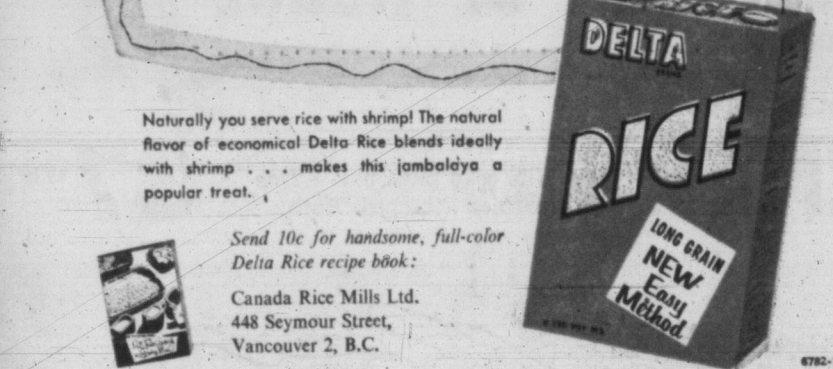 DELTA
RICE
LONG GRAIN
NEW
Easy
Method
Naturally you serve rice with shrimp! The natural
flavor of economical Delta Rice blends ideally
with shrimp . . . makes this jambalaya a
popular treat.
Send 10c for handsome, full-color
Delta Rice recipe book:
Canada Rice Mills Ltd.
448 Seymour Street,
Vancouver 2, B.C.
6782-